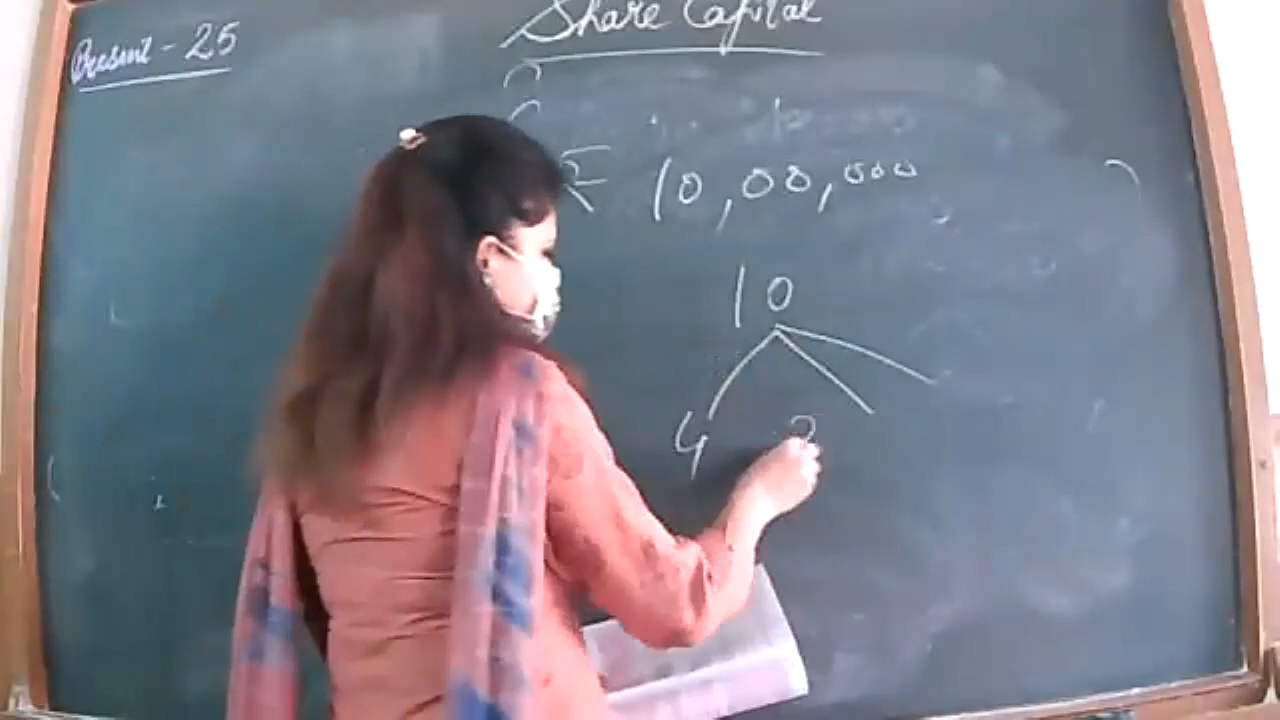 Share Capital
Present - 25
₹ 10,00,000
10
4